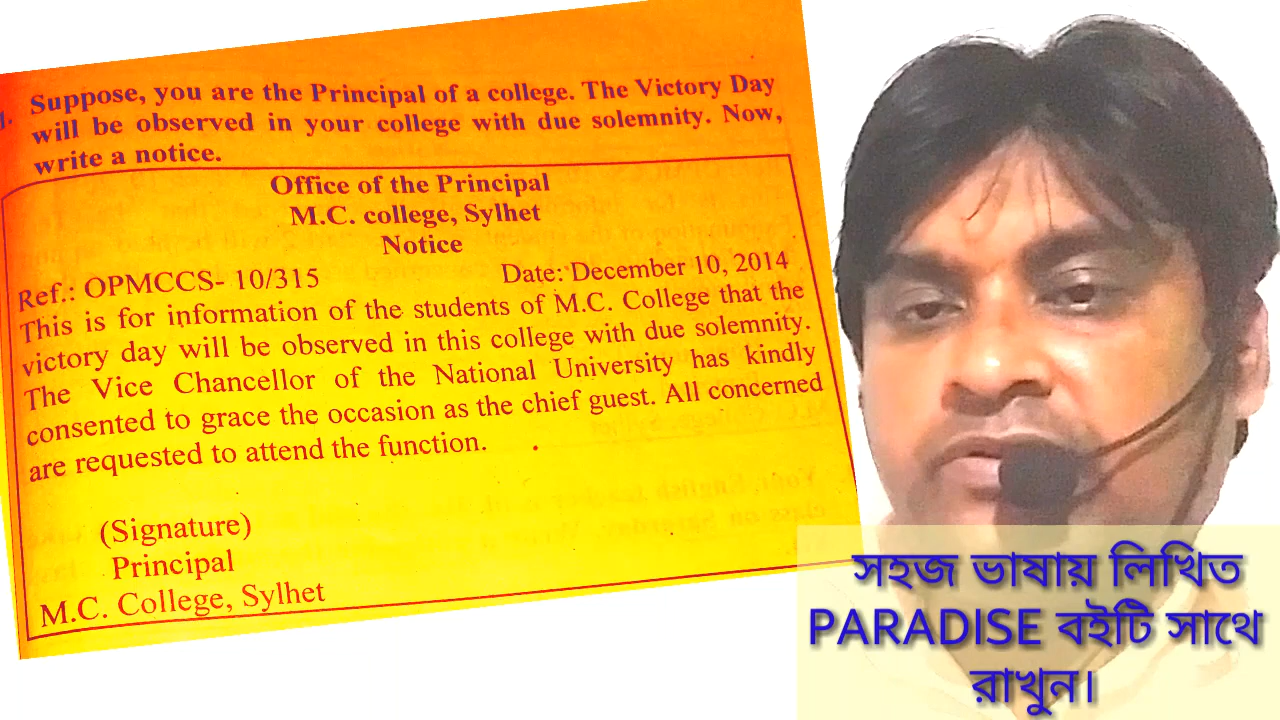 Suppose, you are the Principal of a college. The Victory Day
will be observed in your college with due solemnity. Now,
write a notice.
Office of the Principal
M.C. college, Sylhet
Notice
Ref.: OPMCCS- 10/315 Date: December 10, 2014
This is for information of the students of M.C. College that the
victory day will be observed in this college with due solemnity.
The Vice Chancellor of the National University has kindly
consented to grace the occasion as the chief guest. All concerned
are requested to attend the function.
(Signature)
Principal
M.C. College, Sylhet
সহজ ভাষায় লিখিত
PARADISE বইটি সাথে
রাখুন।